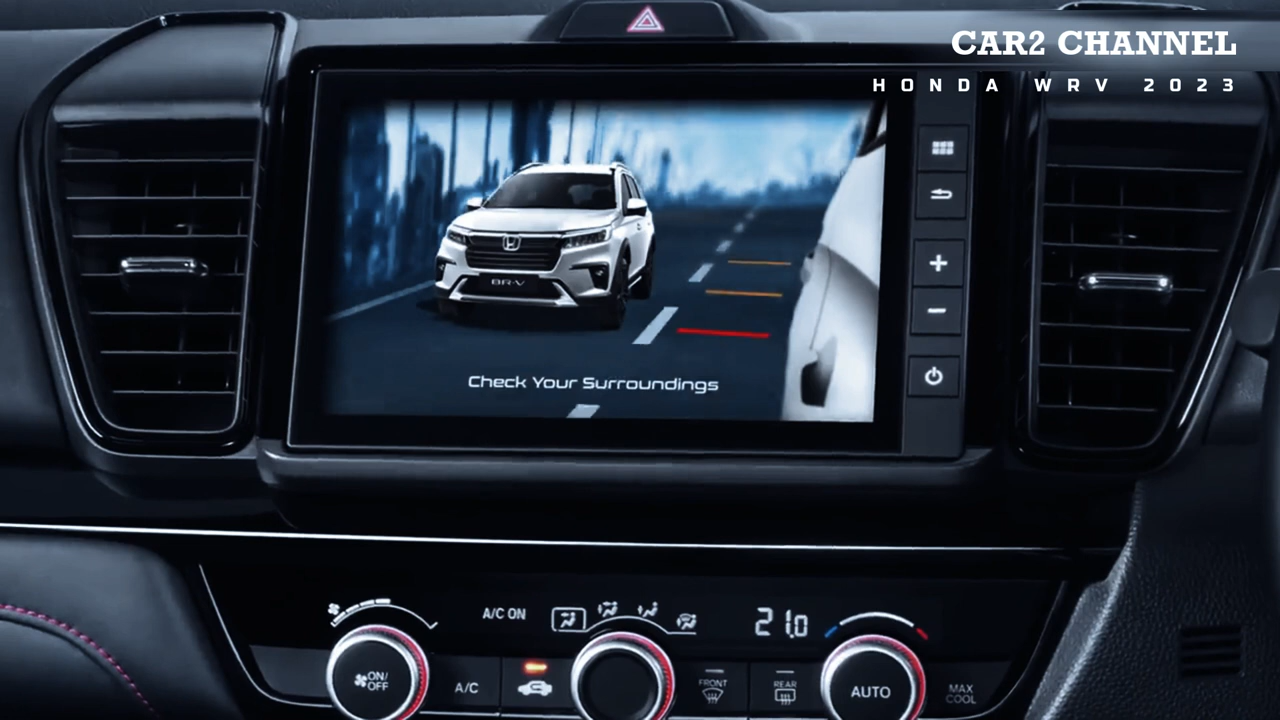 CAR2 CHANNEL
HONDA WRV 2023
BR-V
Check Your Surroundings
A/C ON
21.0
ON/
OFF
A/C
FRONT
REAR
AUTO
MAX
COOL